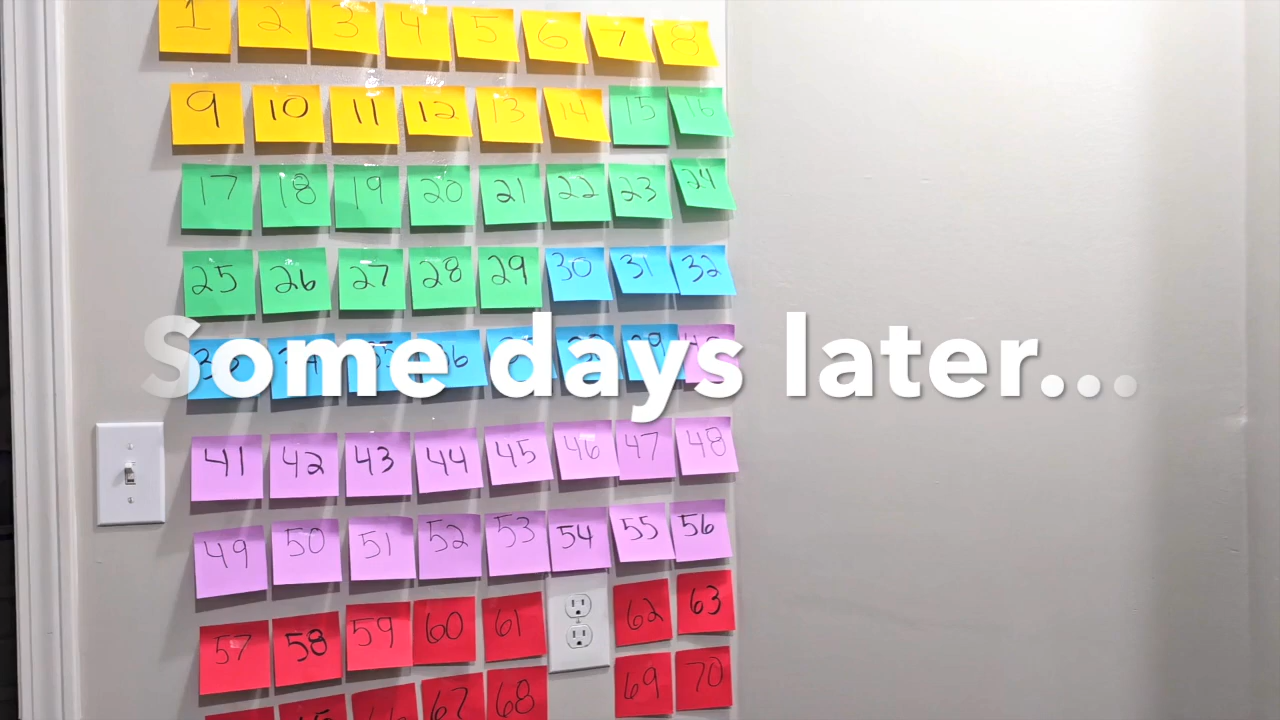 1 2 3 4 5 6 7 8
9 10 11 12 13 14 15 16
17 18 19 20 21 22 23 24
25 26 27 28 29 30 31 32
35 36 39
Some days later...
41 42 43 44 45 46 47 48
49 50 51 52 53 54 55 56
57 58 59 60 61 62 63
67 68 69 70